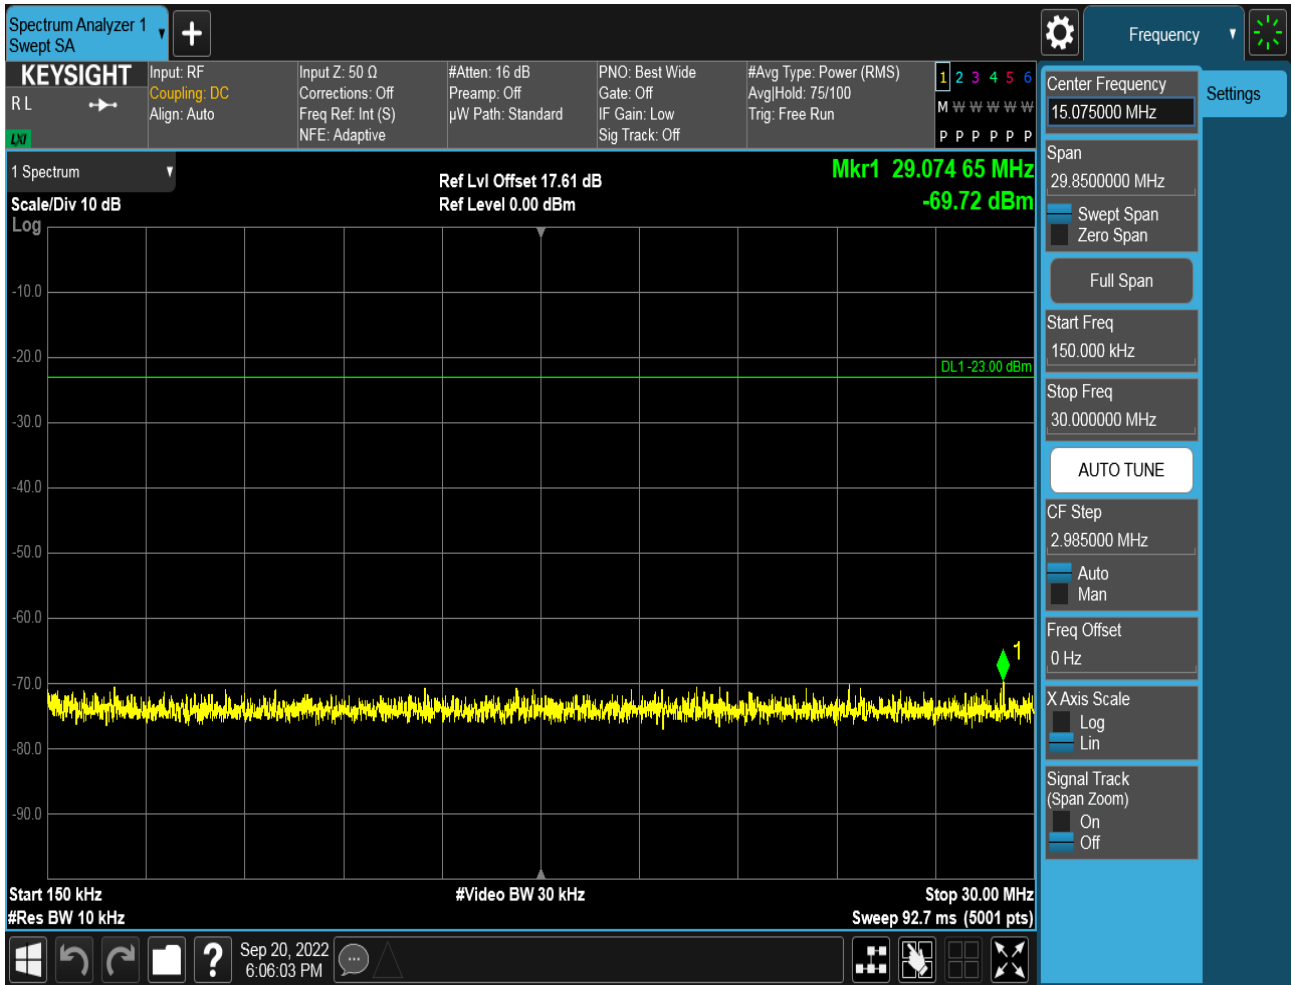 Spectrum Analyzer 1
Swept SA
Frequency
KEYSIGHT
R L
LXI
Input: RF
Coupling: DC
Align: Auto
Input Z: 50 Ω
Corrections: Off
Freq Ref: Int (S)
NFE: Adaptive
#Atten: 16 dB
Preamp: Off
µW Path: Standard
PNO: Best Wide
Gate: Off
IF Gain: Low
Sig Track: Off
#Avg Type: Power (RMS)
Avg|Hold: 75/100
Trig: Free Run
1 2 3 4 5 6
M W W W W W
P P P P P P
1 Spectrum
Scale/Div 10 dB
Log
Ref Lvl Offset 17.61 dB
Ref Level 0.00 dBm
Mkr1 29.074 65 MHz
-69.72 dBm
-10.0
-20.0
DL1 -23.00 dBm
-30.0
-40.0
-50.0
-60.0
1
-70.0
-80.0
-90.0
Start 150 kHz
#Res BW 10 kHz
#Video BW 30 kHz
Stop 30.00 MHz
Sweep 92.7 ms (5001 pts)
Sep 20, 2022
6:06:03 PM
Center Frequency
15.075000 MHz
Settings
Span
29.8500000 MHz
Swept Span
Zero Span
Full Span
Start Freq
150.000 kHz
Stop Freq
30.000000 MHz
AUTO TUNE
CF Step
2.985000 MHz
Auto
Man
Freq Offset
0 Hz
X Axis Scale
Log
Lin
Signal Track
(Span Zoom)
On
Off